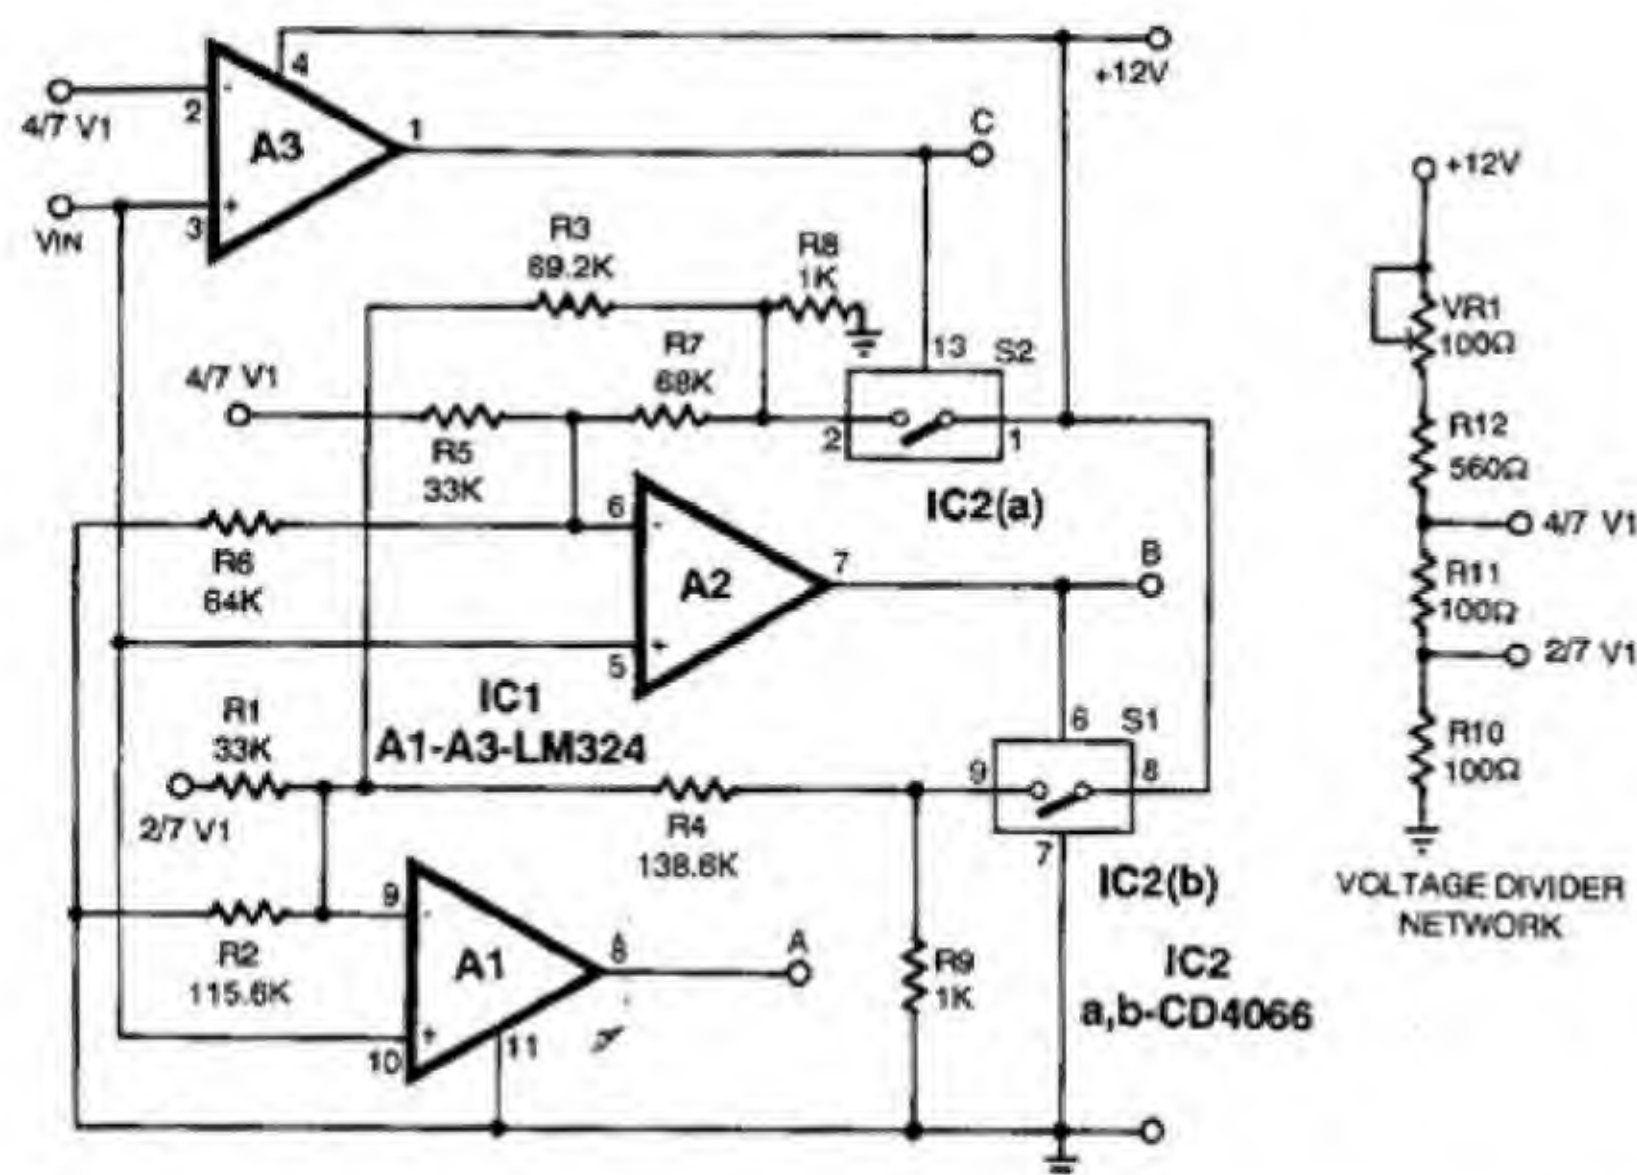 4
+12V
2
-
4/7 V1
A3
1
C
+
3
VIN
R3
69.2K
R8
1K
13
S2
4/7 V1
R7
68K
R5
33K
2
1
IC2(a)
6
-
R6
64K
A2
7
B
5
+
IC1
A1-A3-LM324
6
S1
R1
33K
9
8
2/7 V1
R4
138.6K
7
IC2(b)
9
-
R2
115.6K
A1
8
A
R9
1K
IC2
a,b-CD4066
10
+
11
+12V
VR1
100Ω
R12
560Ω
4/7 V1
R11
100Ω
2/7 V1
R10
100Ω
VOLTAGE DIVIDER
NETWORK